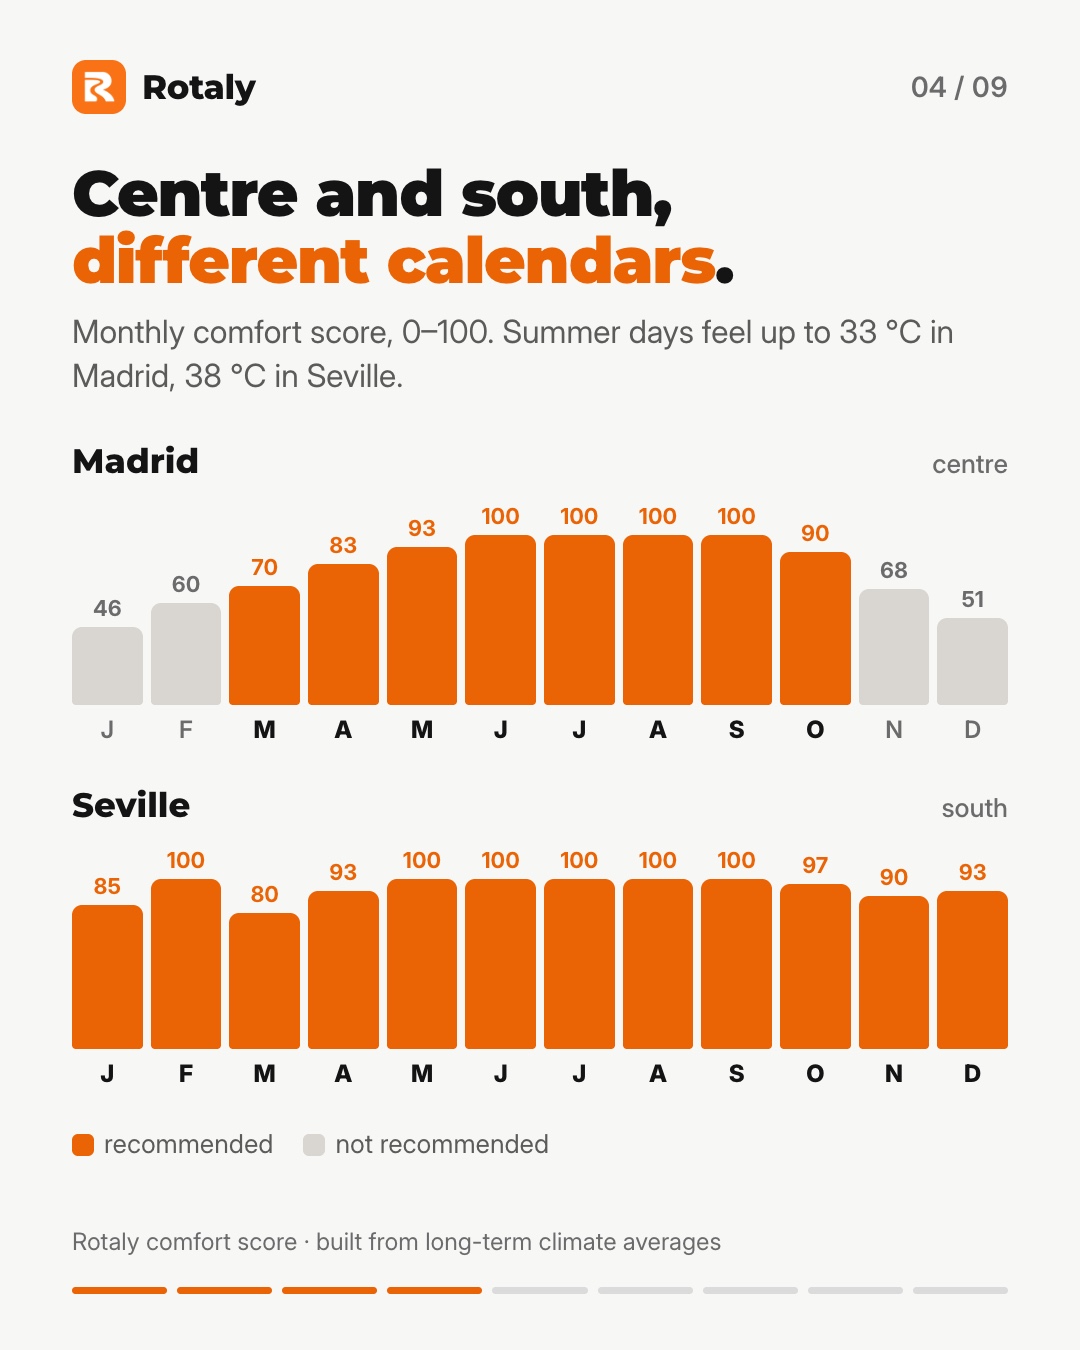 Rotaly
04 / 09
Centre and south,
different calendars.
Monthly comfort score, 0–100. Summer days feel up to 33 °C in
Madrid, 38 °C in Seville.
Madrid
centre
46 60 70 83 93 100 100 100 100 90 68 51
J F M A M J J A S O N D
Seville
south
85 100 80 93 100 100 100 100 100 97 90 93
J F M A M J J A S O N D
recommended not recommended
Rotaly comfort score · built from long-term climate averages